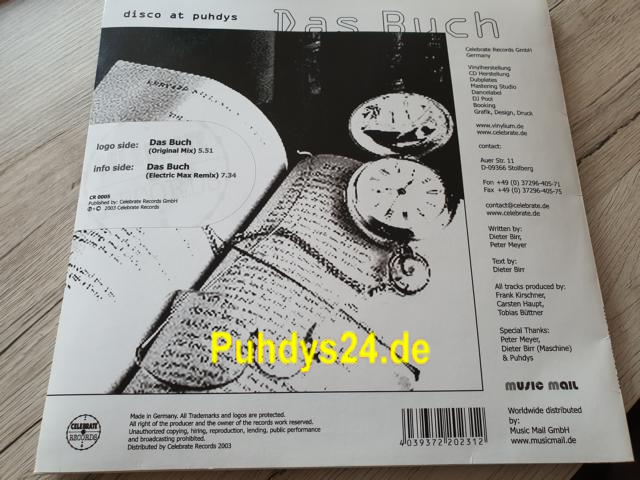 disco at puhdys
Das Buch
logo side: Das Buch
(Original Mix) 5.51
info side: Das Buch
(Electric Max Remix) 7.34
CR 0005
Published by: Celebrate Records GmbH
℗+© 2003 Celebrate Records
Celebrate Records GmbH
Germany
Vinylherstellung
CD Herstellung
Dubplates
Mastering Studio
Dancelabel
DJ Pool
Booking
Grafik, Design, Druck
www.vinylium.de
www.celebrate.de
contact:
Auer Str. 11
D-09366 Stollberg
Fon +49 (0) 37296-405-71
Fax +49 (0) 37296-405-75
contact@celebrate.de
www.celebrate.de
Written by:
Dieter Birr,
Peter Meyer
Text by:
Dieter Birr
All tracks produced by:
Frank Kirschner,
Carsten Haupt,
Tobias Büttner
Special Thanks:
Peter Meyer,
Dieter Birr (Maschine)
& Puhdys
music mail
Worldwide distributed
by:
Music Mail GmbH
www.musicmail.de
Puhdys24.de
CELEBRATE
RECORDS
Made in Germany. All Trademarks and logos are protected.
All right of the producer and the owner of the records work reserved.
Unauthorized copying, hiring, reproduction, lending, public performance
and broadcasting prohibited.
Distributed by Celebrate Records 2003
4 039372 202312